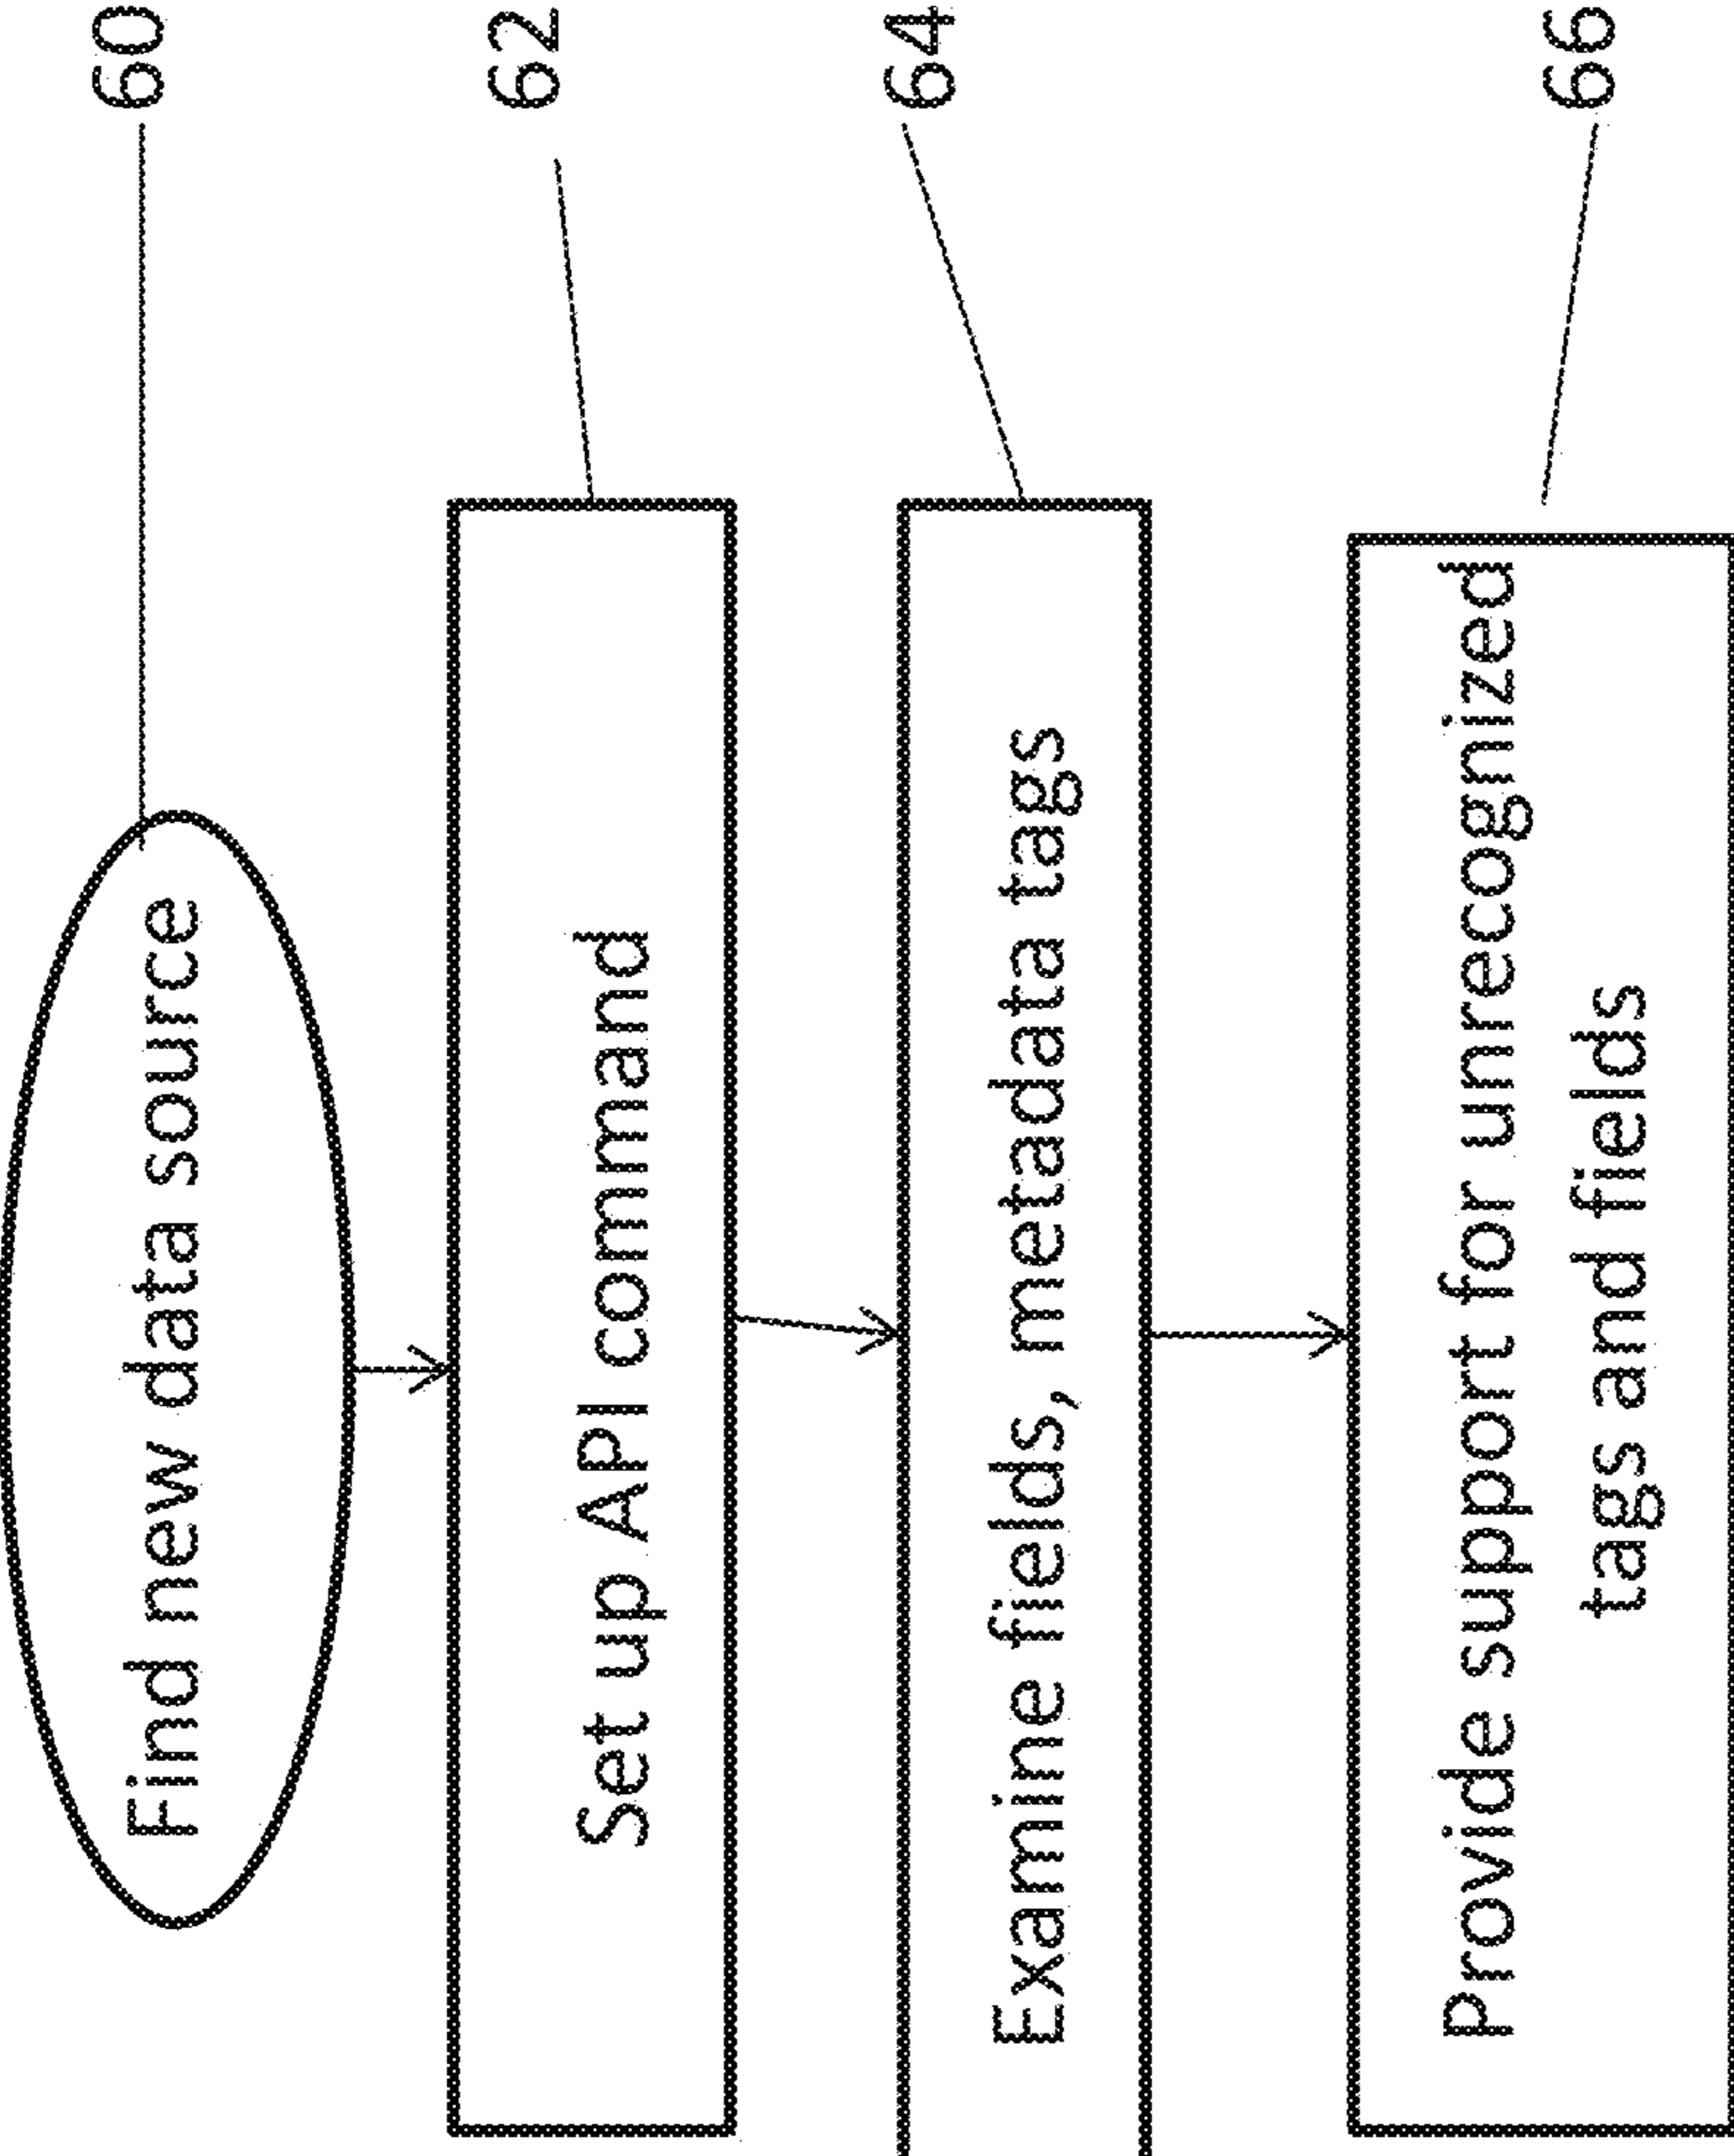 Find new data source
60
Set up API command
62
Examine fields, metadata tags
64
Provide support for unrecognized
tags and fields
66